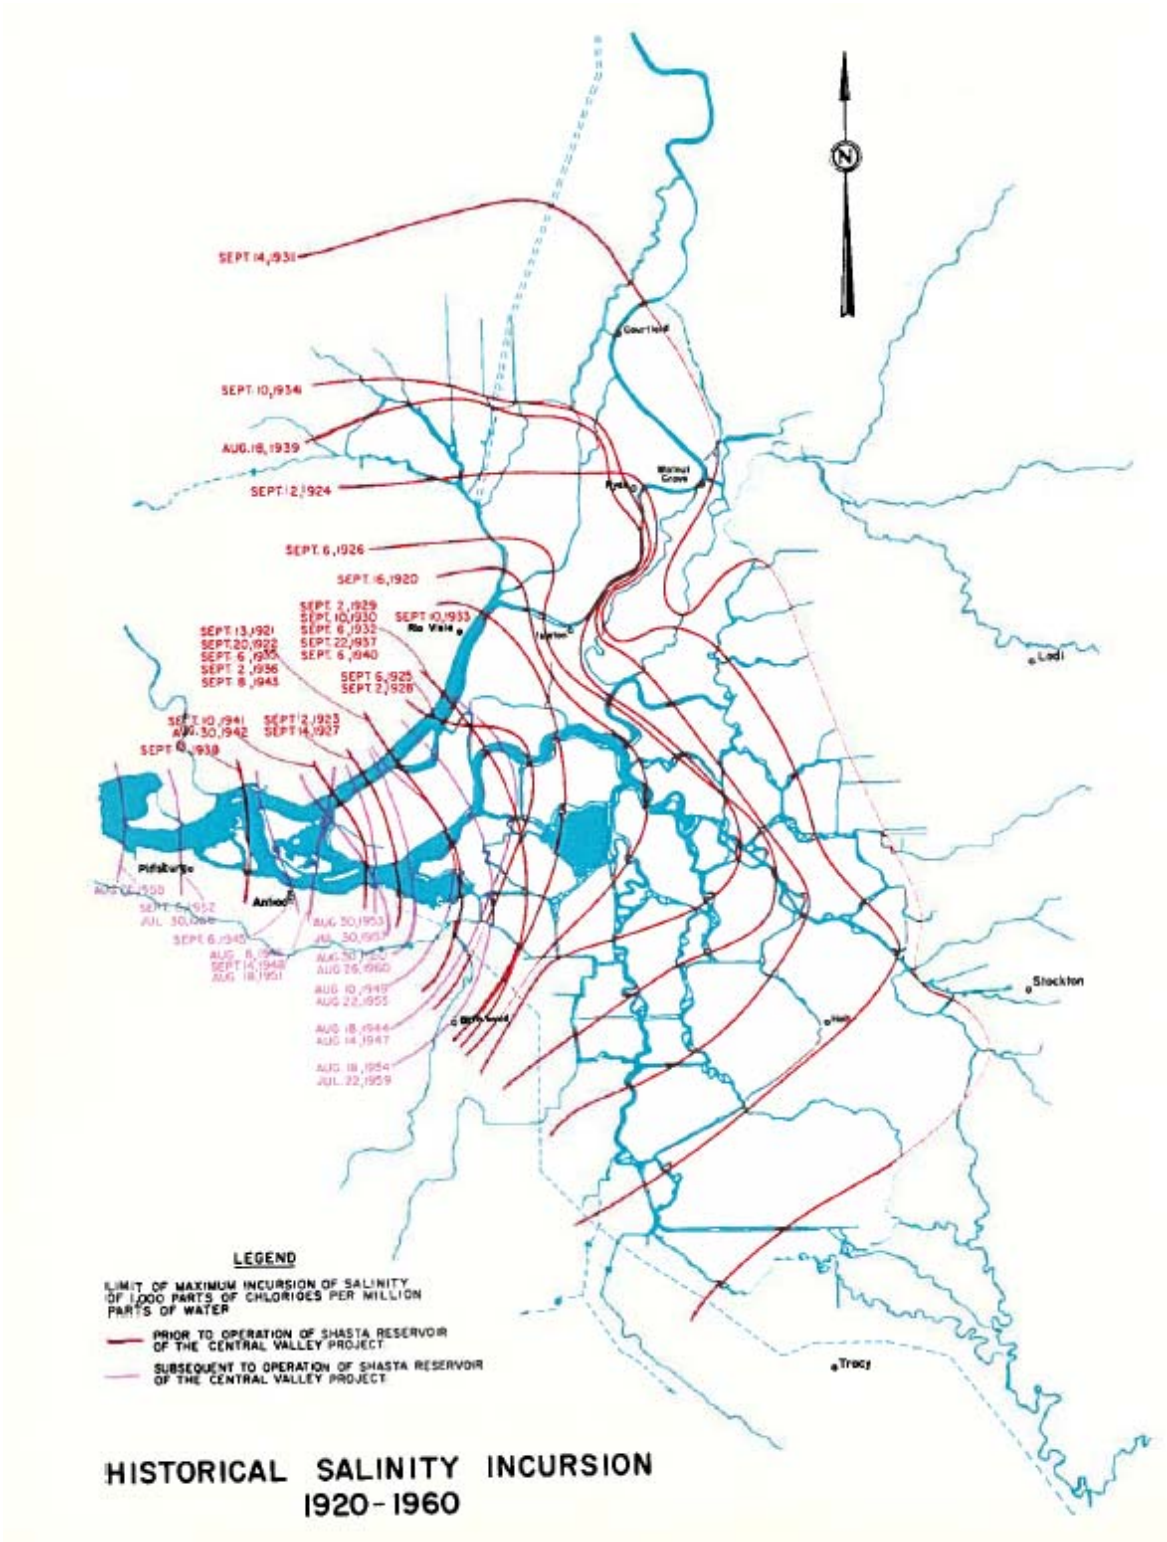 N
SEPT. 14, 1931
Courtland
SEPT. 10, 1934
AUG. 18, 1939
SEPT. 12, 1924
Walnut
Grove
Ryde
SEPT. 6, 1926
SEPT. 16, 1920
SEPT. 2, 1929
SEPT. 10, 1930
SEPT. 10, 1933
SEPT. 6, 1932
SEPT. 22, 1937
SEPT. 6, 1940
Rio Vista
Isleton
SEPT. 13, 1921
SEPT. 20, 1922
SEPT. 2, 1936
SEPT. 8, 1943
SEPT. 6, 1925
SEPT. 2, 1928
Lodi
SEPT. 10, 1941
AUG. 30, 1942
SEPT. 12, 1923
SEPT. 14, 1927
1938
Pittsburg
Antioch
SEPT. 6, 1945
SEPT. 14, 1948
AUG. 18, 1951
AUG. 30, 1953
AUG. 26, 1960
AUG. 10, 1949
AUG. 22, 1955
AUG. 18, 1944
AUG. 14, 1947
AUG. 18, 1954
JUL. 22, 1959
Brentwood
Holt
Stockton
Tracy
LEGEND
LIMIT OF MAXIMUM INCURSION OF SALINITY
OF 1,000 PARTS OF CHLORIDES PER MILLION
PARTS OF WATER
PRIOR TO OPERATION OF SHASTA RESERVOIR
OF THE CENTRAL VALLEY PROJECT
SUBSEQUENT TO OPERATION OF SHASTA RESERVOIR
OF THE CENTRAL VALLEY PROJECT
HISTORICAL SALINITY INCURSION
1920-1960